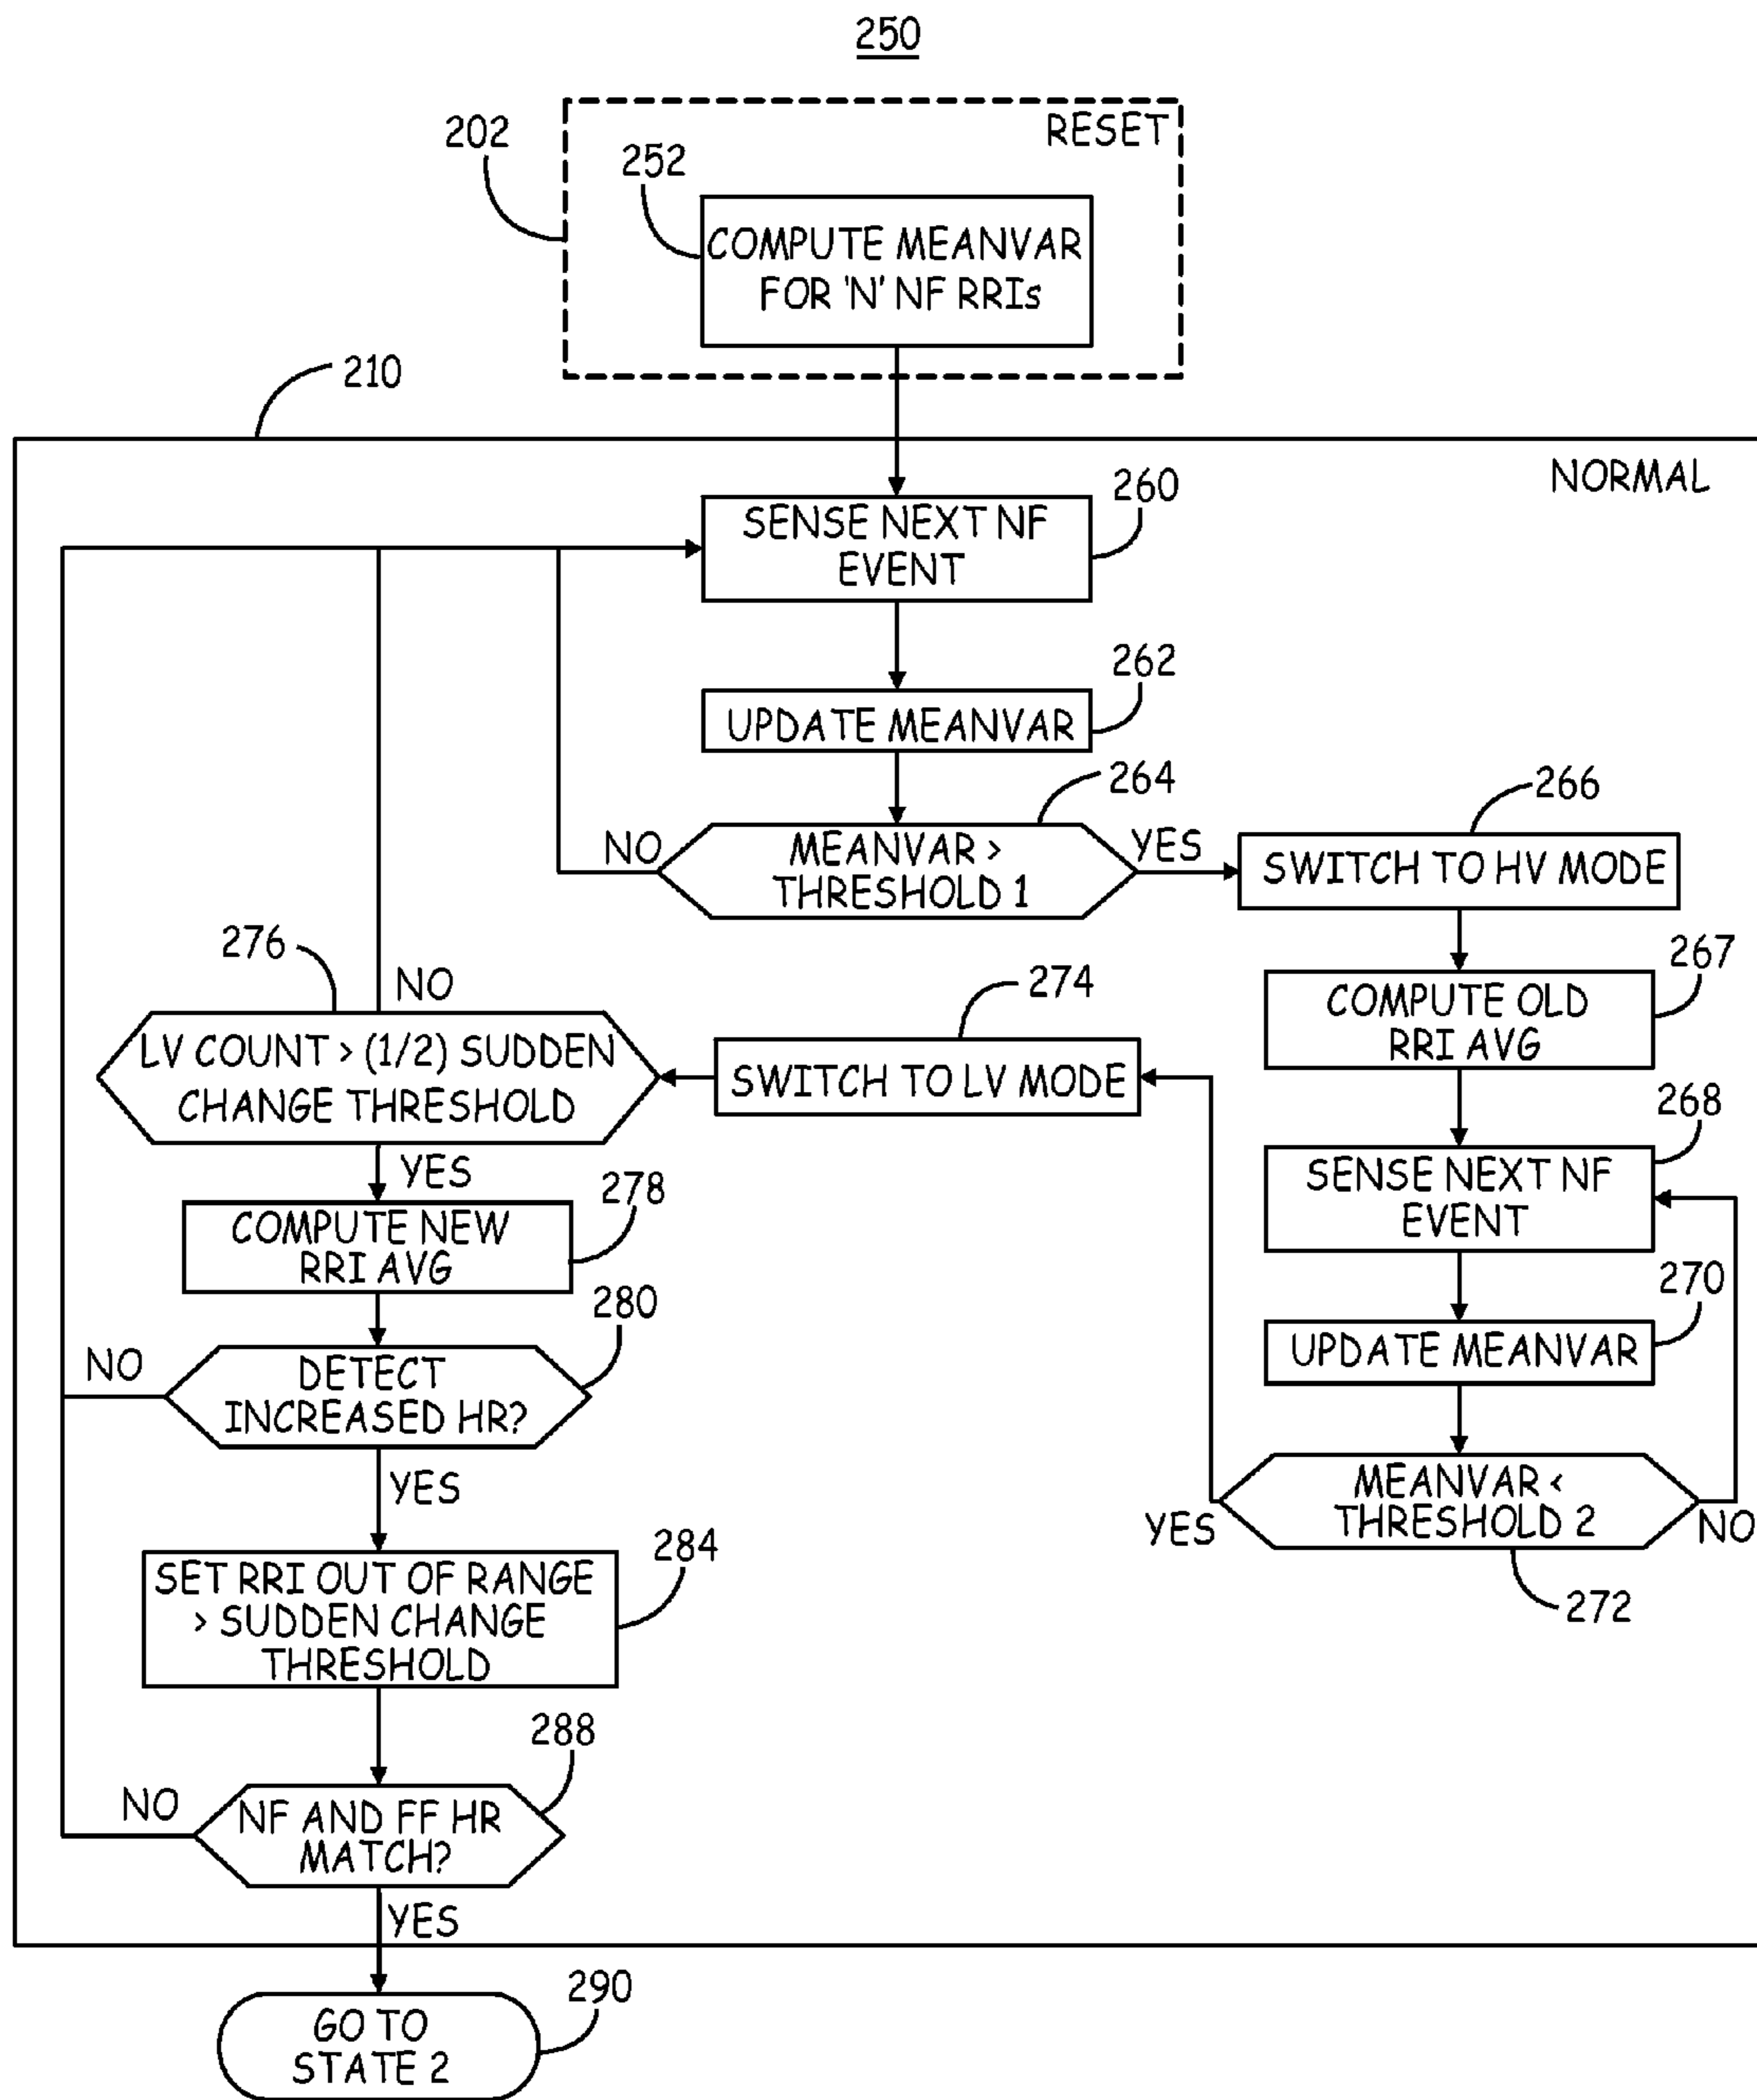 250
202
RESET
252
COMPUTE MEANVAR
FOR 'N' NF RRIs
210
NORMAL
260
SENSE NEXT NF
EVENT
262
UPDATE MEANVAR
264
MEANVAR >
THRESHOLD 1
NO
YES
266
SWITCH TO HV MODE
267
COMPUTE OLD
RRI AVG
268
SENSE NEXT NF
EVENT
270
UPDATE MEANVAR
MEANVAR <
THRESHOLD 2
YES
NO
272
274
SWITCH TO LV MODE
276
NO
LV COUNT > (1/2) SUDDEN
CHANGE THRESHOLD
YES
278
COMPUTE NEW
RRI AVG
280
NO
DETECT
INCREASED HR?
YES
284
SET RRI OUT OF RANGE
> SUDDEN CHANGE
THRESHOLD
288
NO
NF AND FF HR
MATCH?
YES
290
GO TO
STATE 2